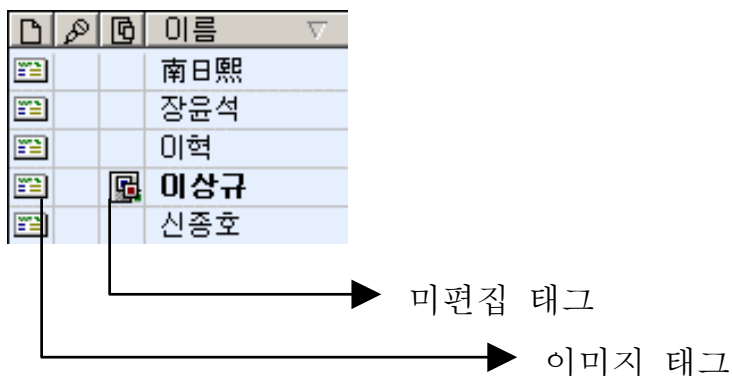 이름
南日熙
장윤석
이혁
이상규
신종호
미편집 태그
이미지 태그